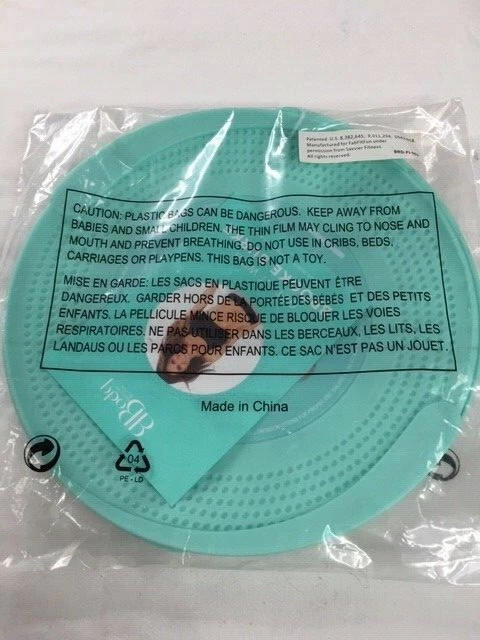 Patented U.S. 8,382,645, 9,011,294,
Manufactured for FabFitFun under
permission from Savvier Fitness.
All rights reserved.
CAUTION: PLASTIC BAGS CAN BE DANGEROUS. KEEP AWAY FROM
BABIES AND SMALL CHILDREN. THE THIN FILM MAY CLING TO NOSE AND
MOUTH AND PREVENT BREATHING. DO NOT USE IN CRIBS, BEDS,
CARRIAGES OR PLAYPENS. THIS BAG IS NOT A TOY.
MISE EN GARDE: LES SACS EN PLASTIQUE PEUVENT ÊTRE
DANGEREUX. GARDER HORS DE LA PORTÉE DES BÉBÉS ET DES PETITS
ENFANTS. LA PELLICULE MINCE RISQUE DE BLOQUER LES VOIES
RESPIRATOIRES. NE PAS UTILISER DANS LES BERCEAUX, LES LITS, LES
LANDAUS OU LES PARCS POUR ENFANTS. CE SAC N'EST PAS UN JOUET.
Made in China
Body
04
PE-LD